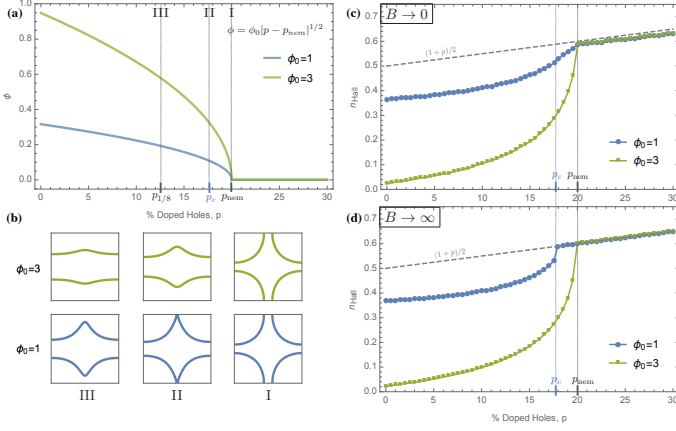 (a)
III
II
I
ϕ = ϕ₀|p − p_nem|^{1/2}
ϕ₀=1
ϕ₀=3
ϕ
0.8
0.6
0.4
0.2
0.0
0
5
10
15
20
25
30
p_{1/8}
p_c
p_nem
% Doped Holes, p
(b)
ϕ₀=3
ϕ₀=1
III
II
I
(c)
B → 0
(1+p)/2
n_Hall
0.7
0.6
0.5
0.4
0.3
0.2
0.1
0.0
ϕ₀=1
ϕ₀=3
p_c
p_nem
0
5
10
15
20
25
30
(d)
B → ∞
(1+p)/2
n_Hall
0.6
0.5
0.4
0.3
0.2
0.1
0.0
ϕ₀=1
ϕ₀=3
p_c
p_nem
0
5
10
15
20
25
30
% Doped Holes, p